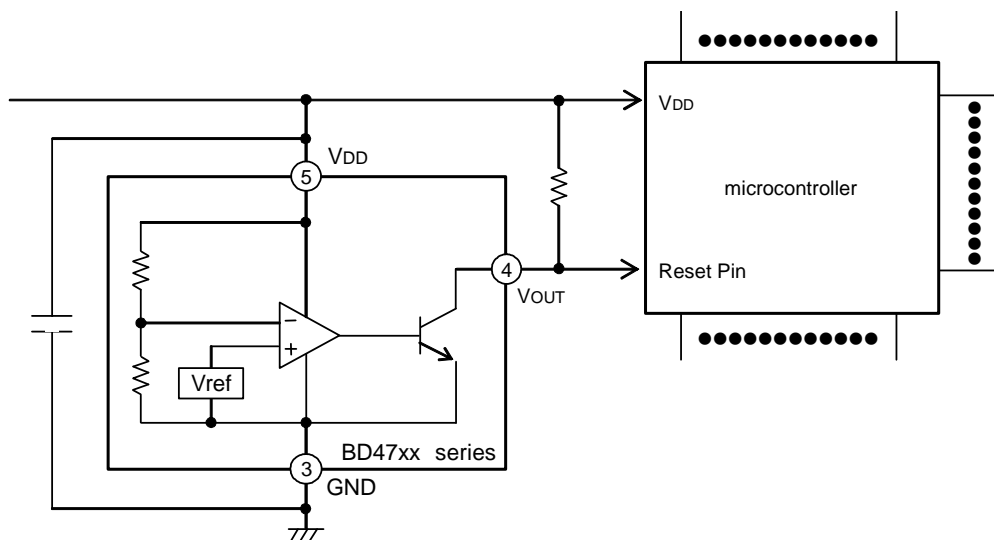 VDD
microcontroller
VDD
5
4
Reset Pin
VOUT
−
+
Vref
BD47xx series
3
GND